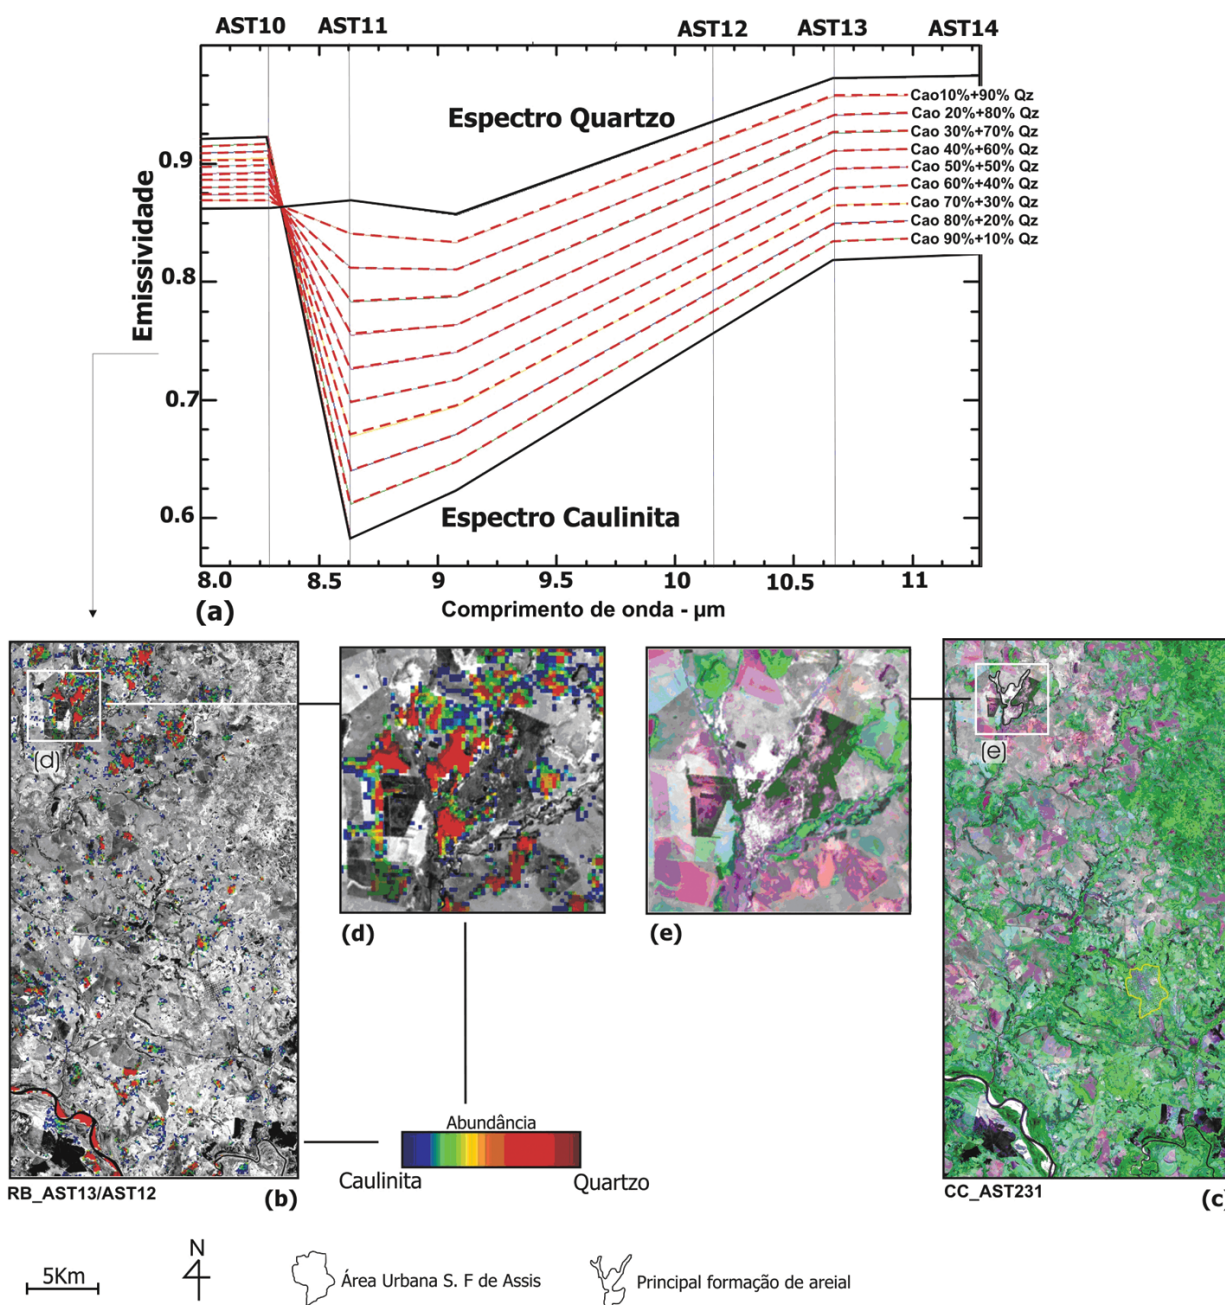 AST10 AST11 AST12 AST13 AST14
Espectro Quartzo
Cao10%+90% Qz
Cao 20%+80% Qz
Cao 30%+70% Qz
Cao 40%+60% Qz
Cao 50%+50% Qz
Cao 60%+40% Qz
Cao 70%+30% Qz
Cao 80%+20% Qz
Cao 90%+10% Qz
Emissividade
0.9
0.8
0.7
0.6
Espectro Caulinita
8.0 8.5 9 9.5 10 10.5 11
(a)
Comprimento de onda - µm
(d)
(e)
(d)
(e)
Abundância
Caulinita
Quartzo
RB_AST13/AST12
(b)
CC_AST231
(c)
5Km
N
Área Urbana S. F de Assis
Principal formação de areial